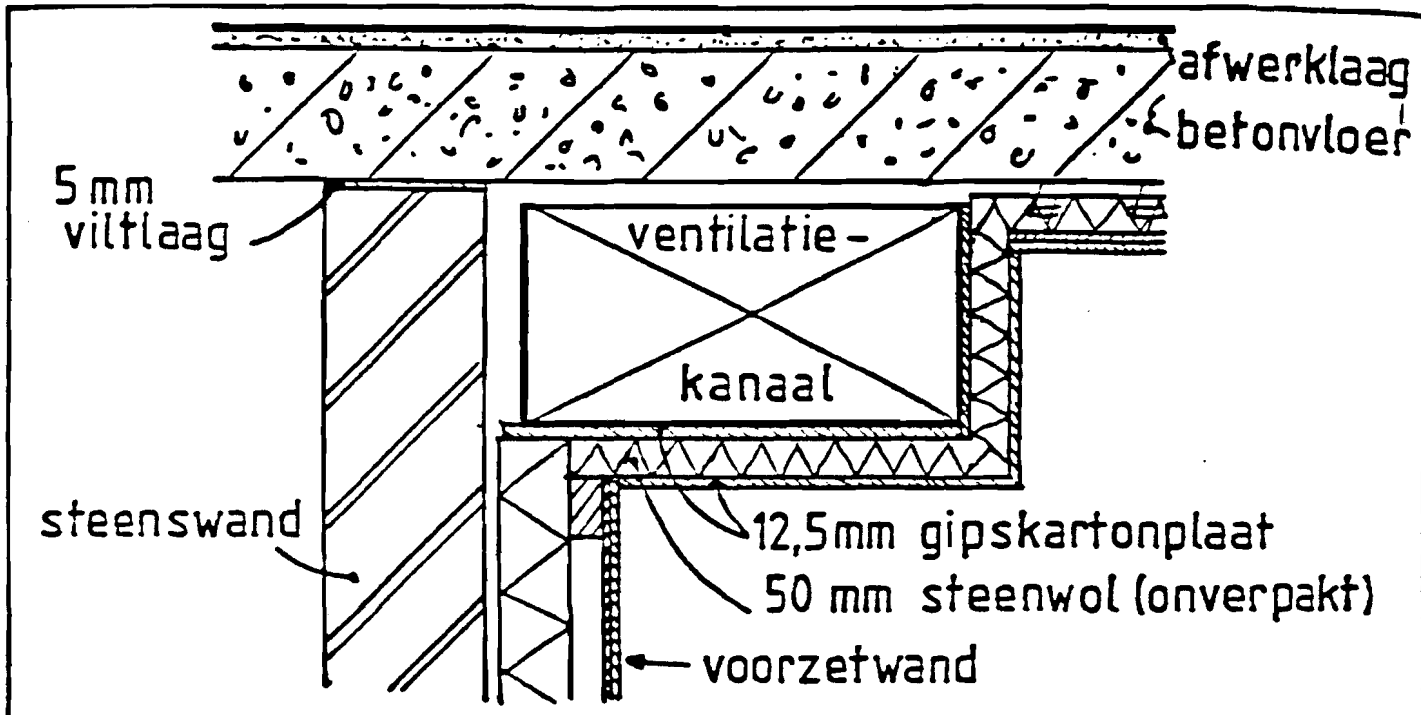 afwerklaag
betonvloer
5 mm
viltlaag
ventilatie-
kanaal
steenswand
12,5mm gipskartonplaat
50 mm steenwol (onverpakt)
voorzetwand